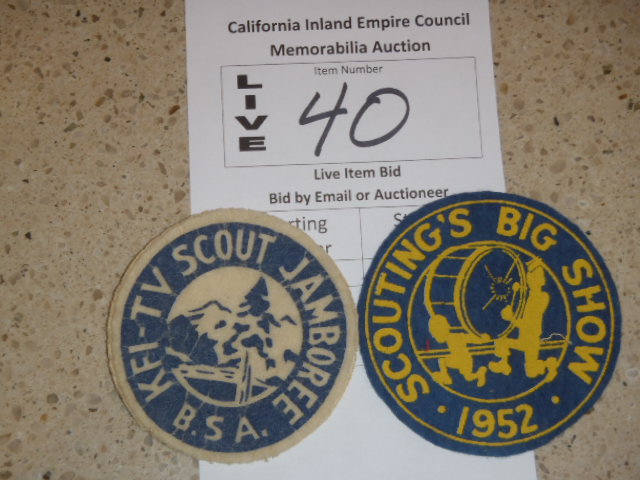 California Inland Empire Council
Memorabilia Auction
Item Number
LIVE
40
Live Item Bid
Bid by Email or Auctioneer
KFI-TV SCOUT JAMBOREE
B.S.A.
SCOUTING'S BIG SHOW
· 1952 ·